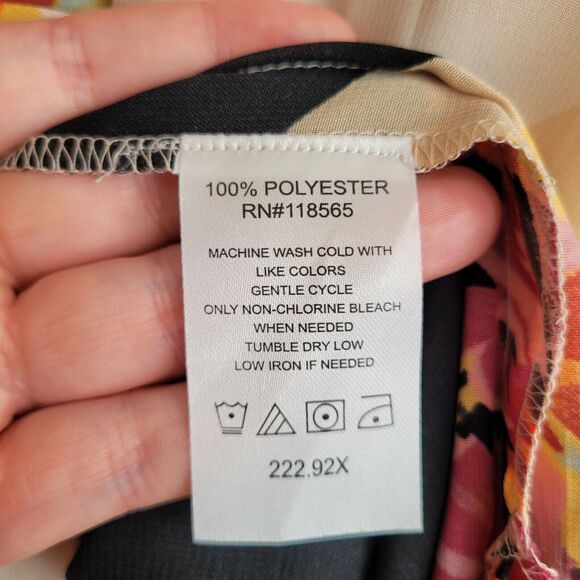 100% POLYESTER
RN#118565
MACHINE WASH COLD WITH
LIKE COLORS
GENTLE CYCLE
ONLY NON-CHLORINE BLEACH
WHEN NEEDED
TUMBLE DRY LOW
LOW IRON IF NEEDED
222.92X